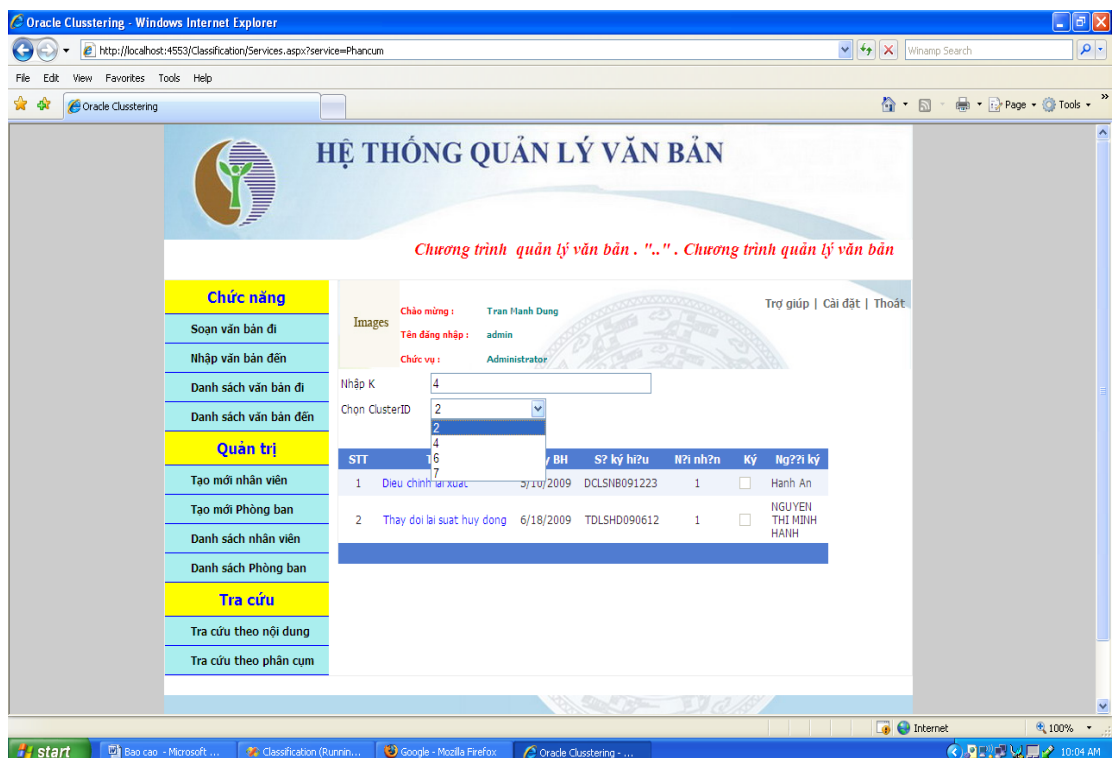 Oracle Clusstering - Windows Internet Explorer
http://localhost:4553/Classification/Services.aspx?service=Phancum
Winamp Search
File Edit View Favorites Tools Help
Oracle Clusstering
Page Tools
HỆ THỐNG QUẢN LÝ VĂN BẢN
Chương trình quản lý văn bản . ".." . Chương trình quản lý văn bản
Chức năng
Soạn văn bản đi
Nhập văn bản đến
Danh sách văn bản đi
Danh sách văn bản đến
Quản trị
Tạo mới nhân viên
Tạo mới Phòng ban
Danh sách nhân viên
Danh sách Phòng ban
Tra cứu
Tra cứu theo nội dung
Tra cứu theo phân cụm
Trợ giúp | Cài đặt | Thoát
Images
Chào mừng : Tran Manh Dung
Tên đăng nhập : admin
Chức vụ : Administrator
Nhập K 4
Chọn ClusterID 2
2
4
6
7
STT BH S? ký hi?u N?i nh?n Ký Ng??i ký
1 Dieu chinh lai xuat 5/10/2009 DCLSNB091223 1 Hanh An
2 Thay doi lai suat huy dong 6/18/2009 TDLSHD090612 1 NGUYEN THI MINH HANH
Internet 100%
start
Bao cao - Microsoft ...
Classification (Runnin...
Google - Mozilla Firefox
Oracle Clusstering - ...
10:04 AM